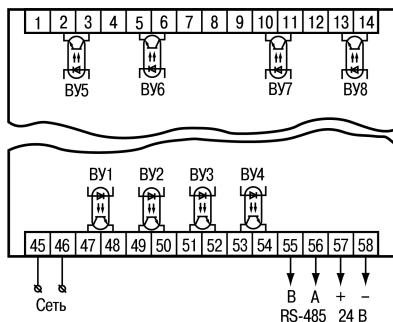 1 2 3 4 5 6 7 8 9 10 11 12 13 14
ВУ5 ВУ6 ВУ7 ВУ8
ВУ1 ВУ2 ВУ3 ВУ4
45 46 47 48 49 50 51 52 53 54 55 56 57 58
Сеть B A + −
RS-485 24 В